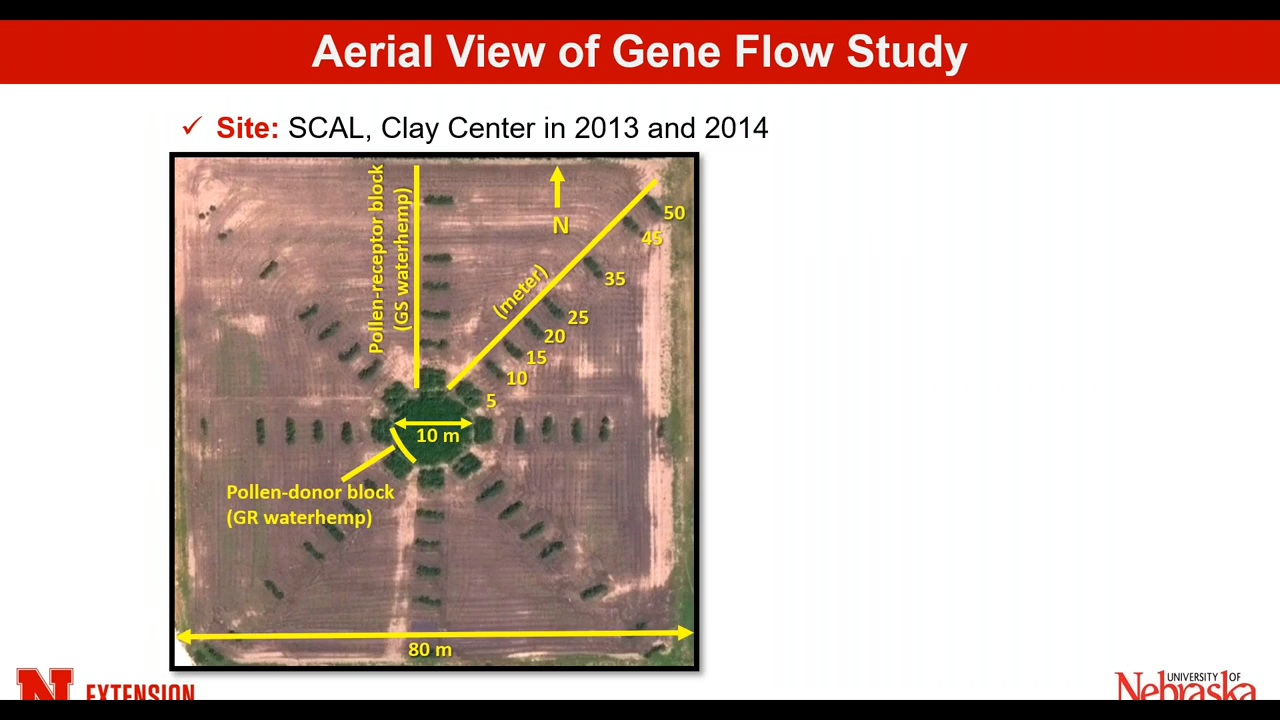 Aerial View of Gene Flow Study
✓ Site: SCAL, Clay Center in 2013 and 2014
Pollen-receptor block
(GS waterhemp)
N
(meter)
50
45
35
25
20
15
10
5
10 m
Pollen-donor block
(GR waterhemp)
80 m
N EXTENSION
UNIVERSITY OF
Nebraska